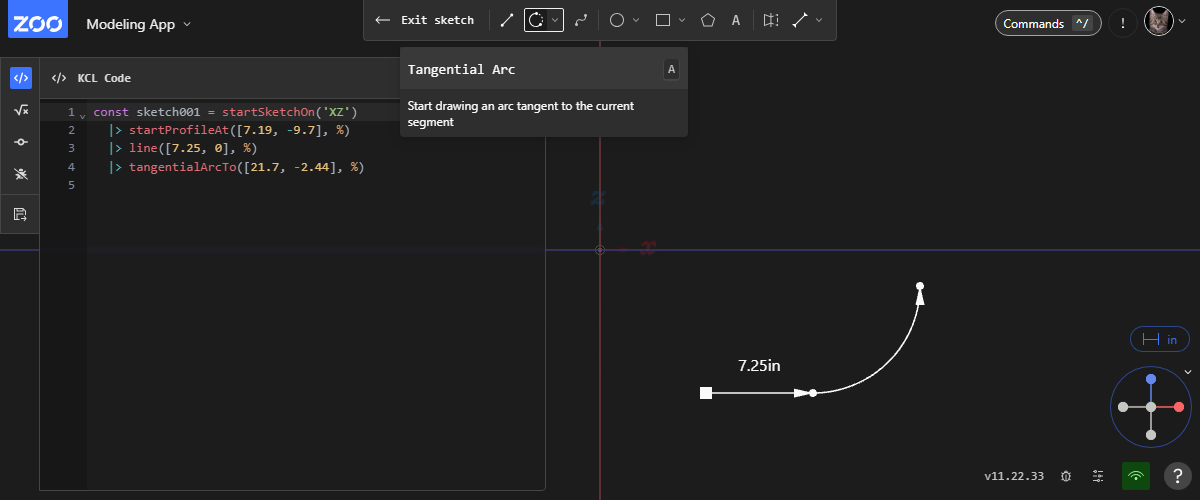 ZOO Modeling App
Exit sketch
A
Commands ^/
!
Tangential Arc A
Start drawing an arc tangent to the current
segment
</> </> KCL Code
1 const sketch001 = startSketchOn('XZ')
2 |> startProfileAt([7.19, -9.7], %)
3 |> line([7.25, 0], %)
4 |> tangentialArcTo([21.7, -2.44], %)
5
z
x
7.25in
in
v11.22.33
?